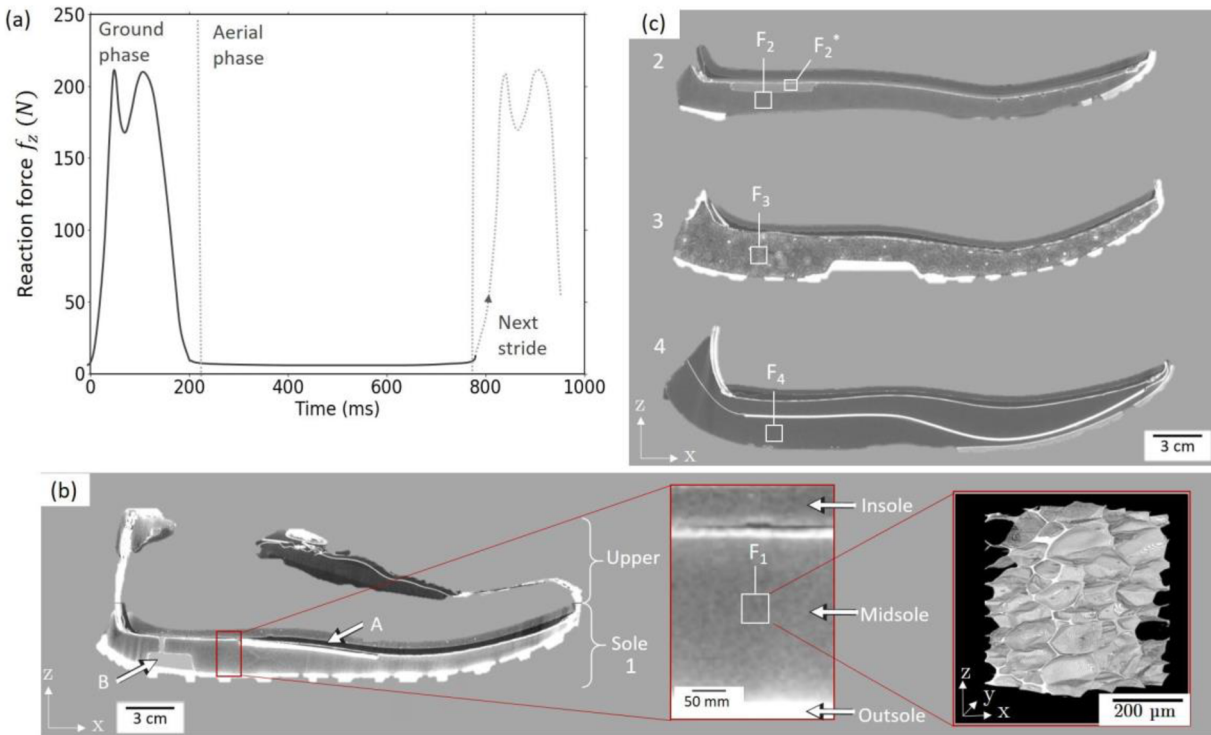 (a)
250
200
150
100
50
0
Reaction force f_z (N)
Ground phase
Aerial phase
Next stride
0 200 400 600 800 1000
Time (ms)
(c)
2
F2
F2*
3
F3
4
F4
z
x
3 cm
(b)
A
B
Upper
Sole
1
z
x
3 cm
F1
50 mm
Insole
Midsole
Outsole
z
y
x
200 µm